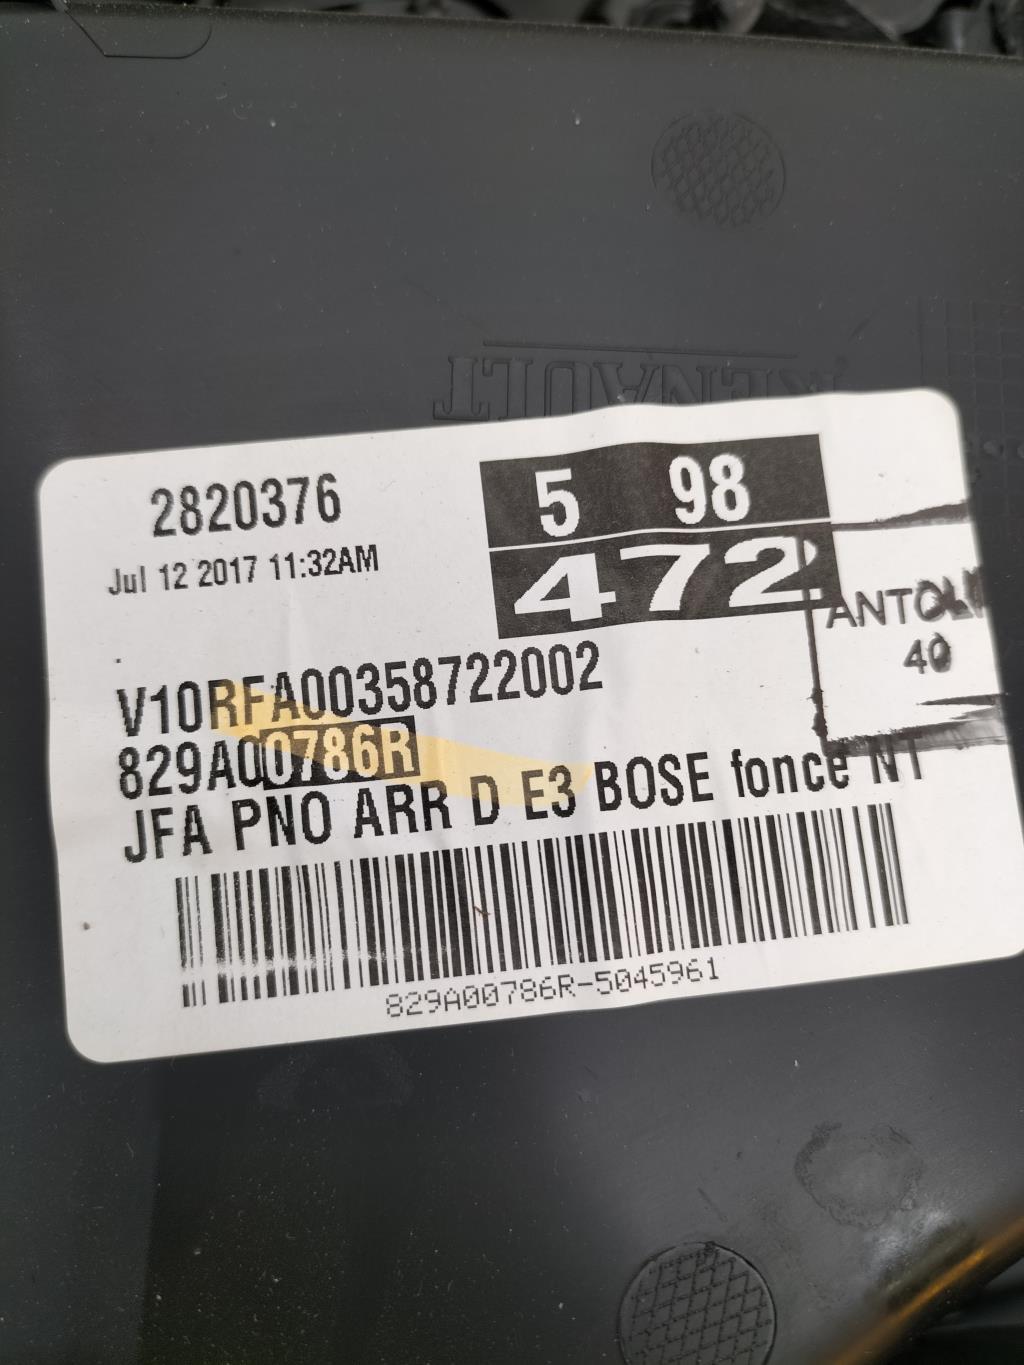 RENAULT
2820376
5 98
472
Jul 12 2017 11:32AM
ANTOLIN
40
V10RFA00358722002
829A00786R
JFA PNO ARR D E3 BOSE fonce NT
829A00786R-5045961